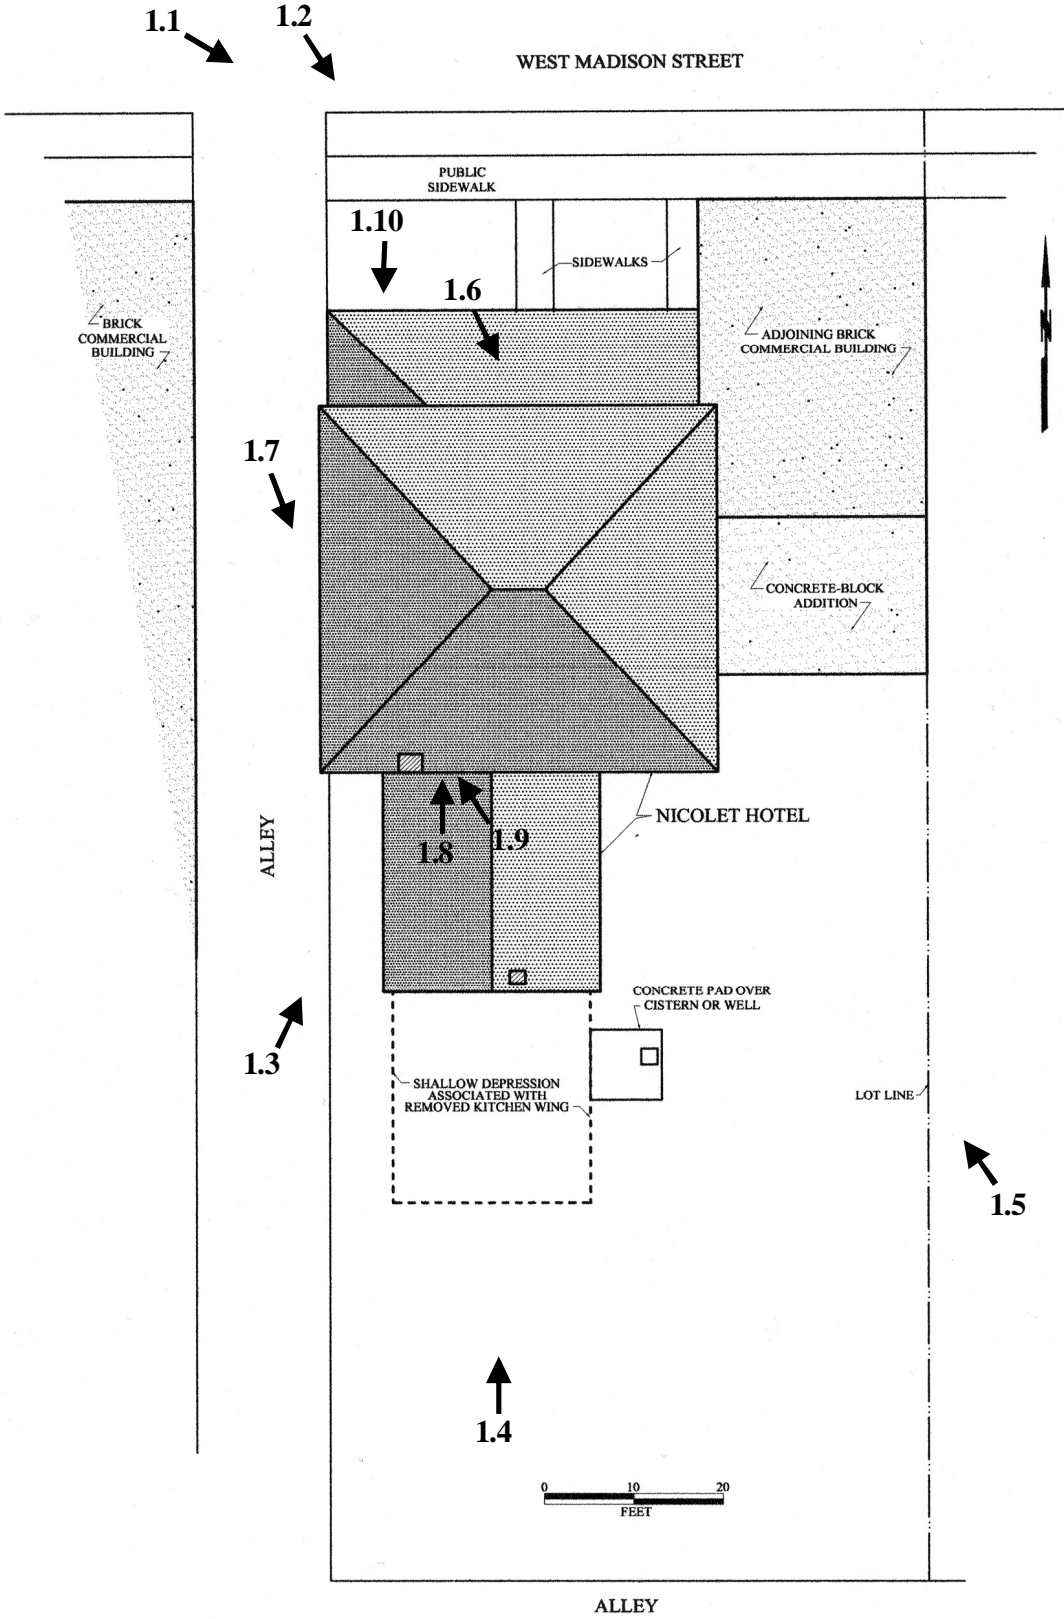 1.1
1.2
WEST MADISON STREET
PUBLIC
SIDEWALK
1.10
SIDEWALKS
1.6
BRICK
COMMERCIAL
BUILDING
ADJOINING BRICK
COMMERCIAL BUILDING
N
1.7
CONCRETE-BLOCK
ADDITION
NICOLET HOTEL
ALLEY
1.8
1.9
CONCRETE PAD OVER
CISTERN OR WELL
1.3
SHALLOW DEPRESSION
ASSOCIATED WITH
REMOVED KITCHEN WING
LOT LINE
1.5
1.4
0 10 20
FEET
ALLEY